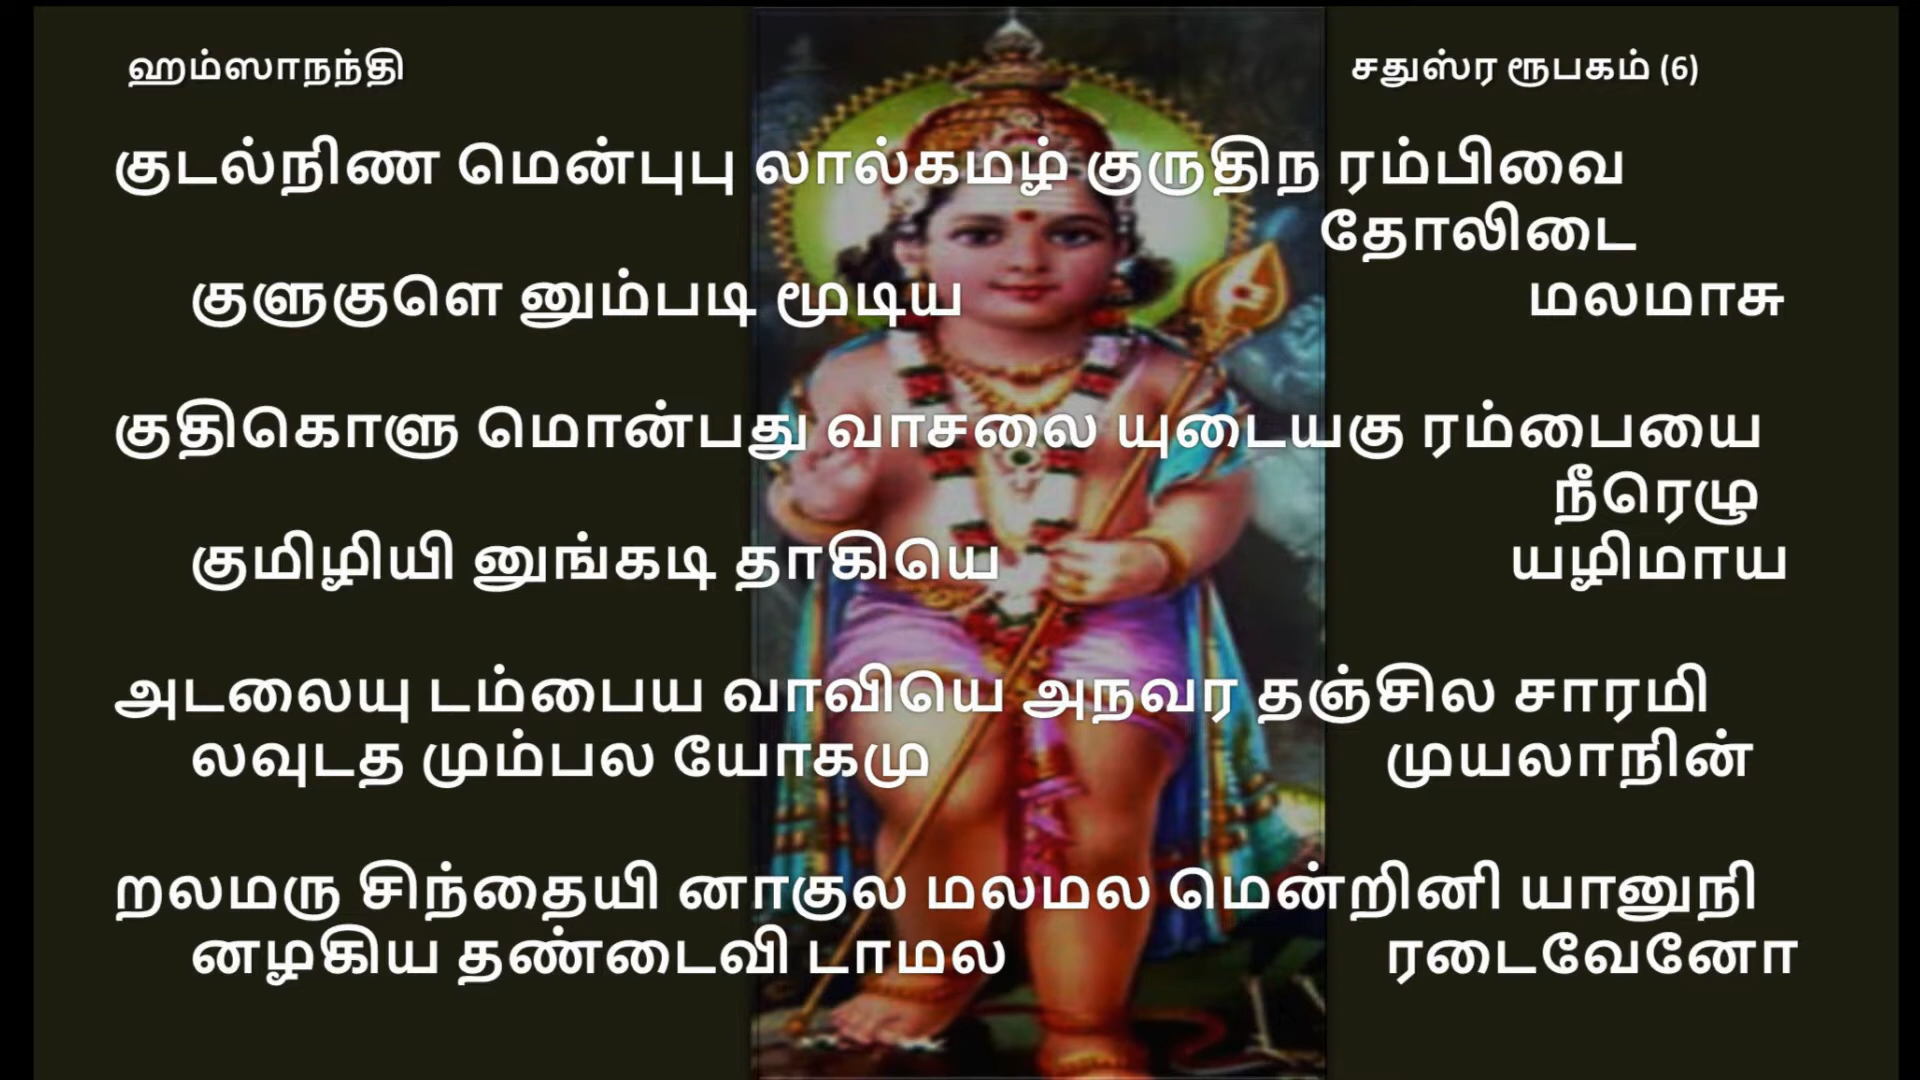 ஹம்ஸாநந்தி சதுஸ்ர ரூபகம் (6)
குடல்நிண மென்புபு லால்கமழ் குருதிந ரம்பிவை
தோலிடை
குளுகுளெ னும்படி மூடிய மலமாசு
குதிகொளு மொன்பது வாசலை யுடையகு ரம்பையை
நீரெழு
குமிழியி னுங்கடி தாகியெ யழிமாய
அடலையு டம்பைய வாவியெ அநவர தஞ்சில சாரமி
லவுடத மும்பல யோகமு முயலாநின்
றலமரு சிந்தையி னாகுல மலமல மென்றினி யானுநி
னழகிய தண்டைவி டாமல ரடைவேனோ